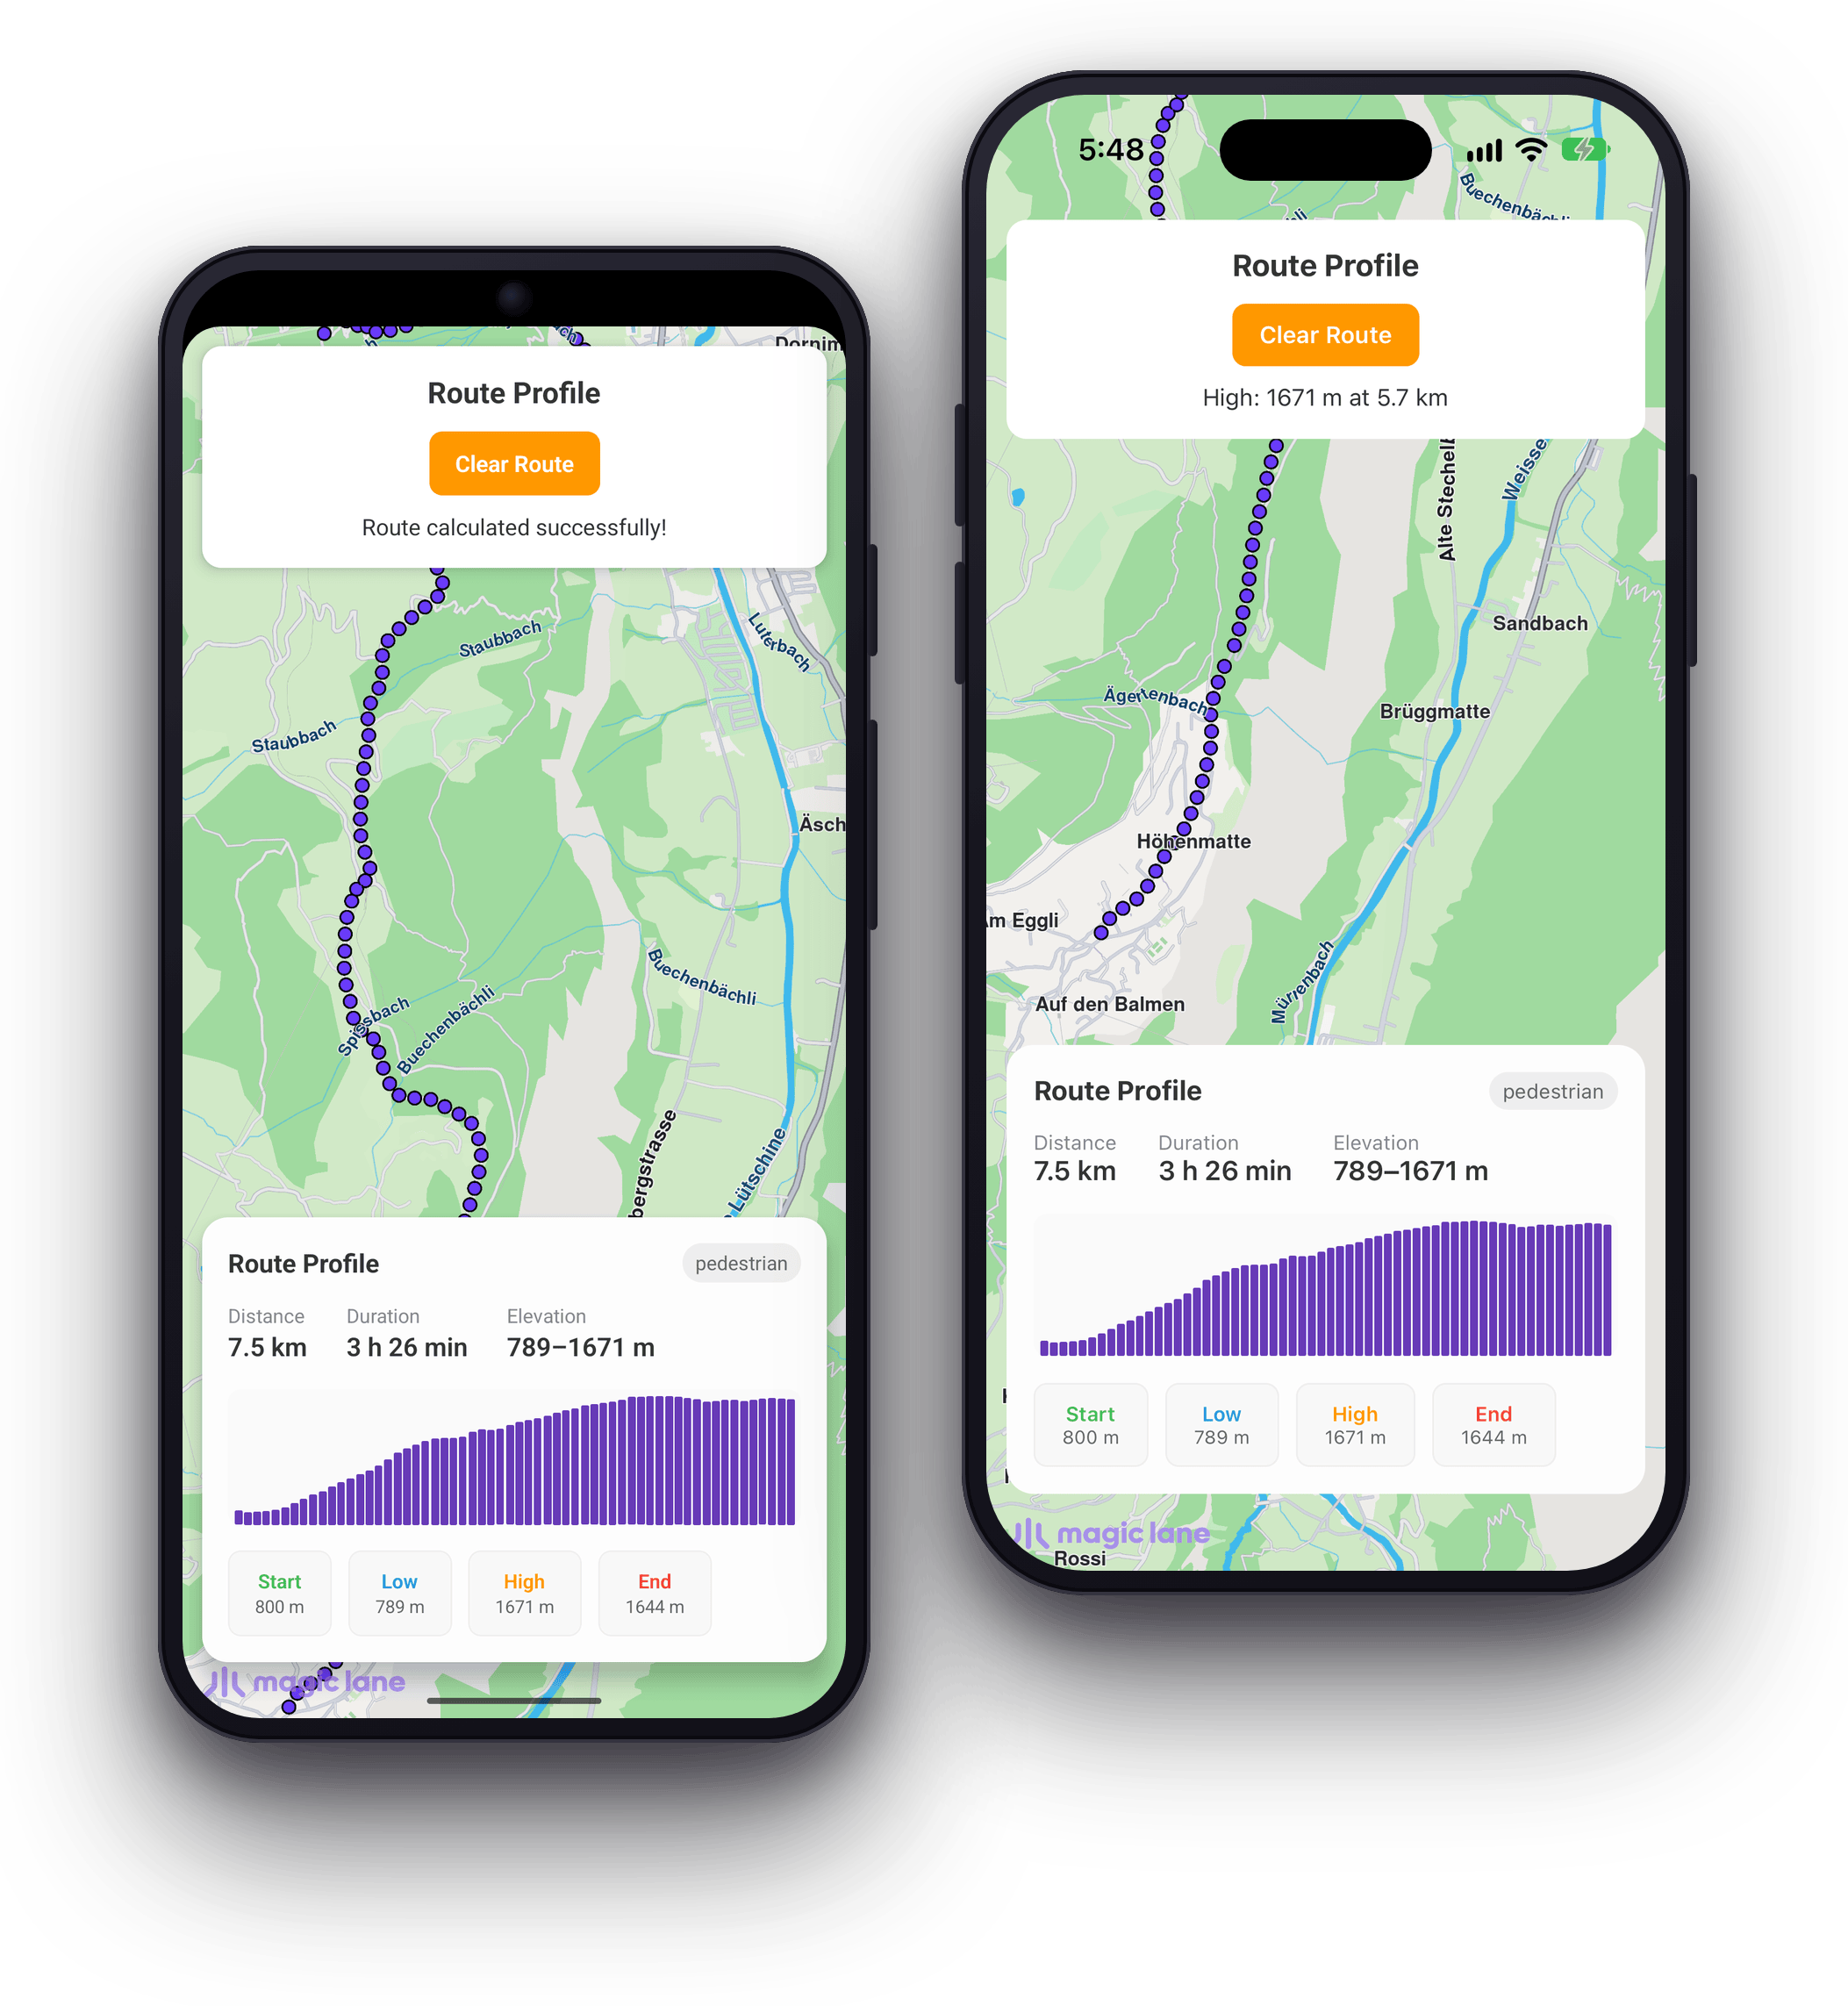 Dornim
Route Profile
Clear Route
Route calculated successfully!
Staubbach
Luterbach
Staubbach
Äsch
Buechenbächli
Spissbach
Buechenbächli
bergstrasse
Lütschine
Route Profile
pedestrian
Distance
Duration
Elevation
7.5 km
3 h 26 min
789–1671 m
Start
800 m
Low
789 m
High
1671 m
End
1644 m
magic lane
5:48
Buechenbächli
Route Profile
Clear Route
High: 1671 m at 5.7 km
Alte Stechelb
Weisse
Sandbach
Ägertenbach
Brüggmatte
Höhenmatte
Am Eggli
Mürrenbach
Auf den Balmen
Route Profile
pedestrian
Distance
Duration
Elevation
7.5 km
3 h 26 min
789–1671 m
Start
800 m
Low
789 m
High
1671 m
End
1644 m
magic lane
Rossi